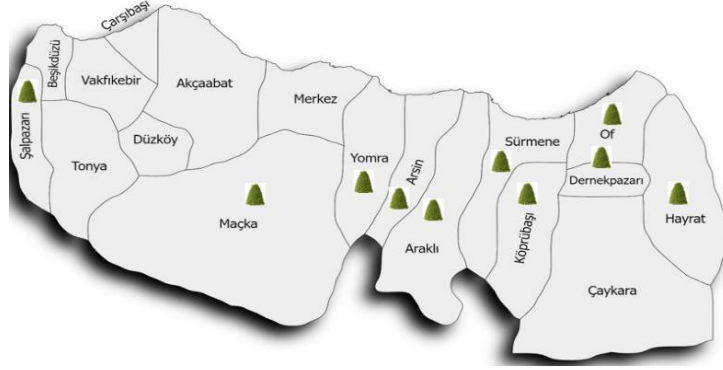 Çarşıbaşı
Beşikdüzü
Vakfıkebir
Akçaabat
Merkez
Şalpazarı
Tonya
Düzköy
Maçka
Yomra
Arsin
Araklı
Sürmene
Köprübaşı
Of
Dernekpazarı
Hayrat
Çaykara